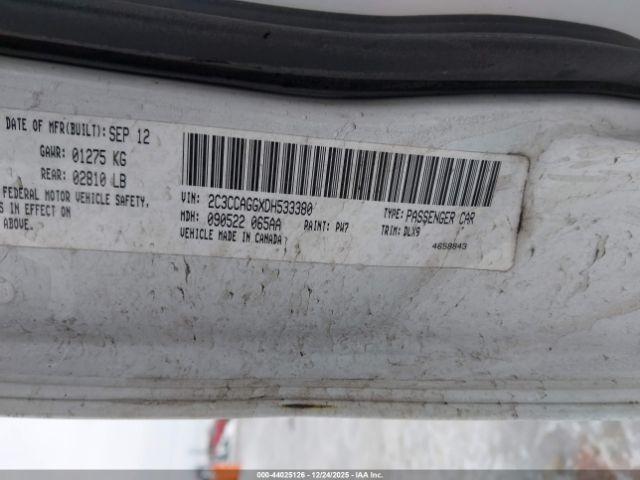 DATE OF MFR(BUILT): SEP 12
GAWR: 01275 KG
REAR: 02810 LB
FEDERAL MOTOR VEHICLE SAFETY,
S IN EFFECT
ABOVE.
VIN: 2C3CCAGGXDH533380
MDH: 090522 065AA PAINT: PW7
VEHICLE MADE IN CANADA
TYPE: PASSENGER CAR
TRIM: DLX9
4658843
000-44025126 - 12/24/2025 - IAA Inc.